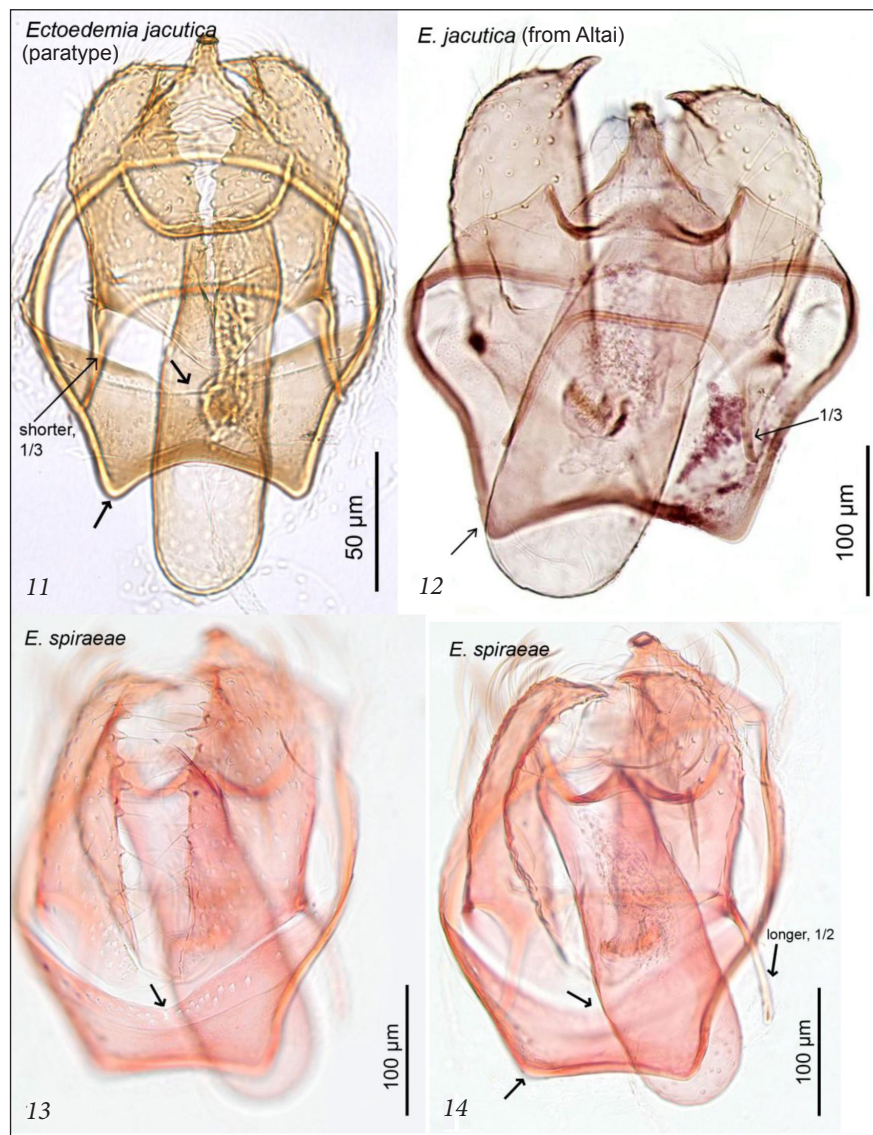 Ectoedemia jacutica
(paratype)
shorter,
1/3
50 µm
11
E. jacutica (from Altai)
1/3
100 µm
12
E. spiraeae
100 µm
13
E. spiraeae
longer, 1/2
100 µm
14